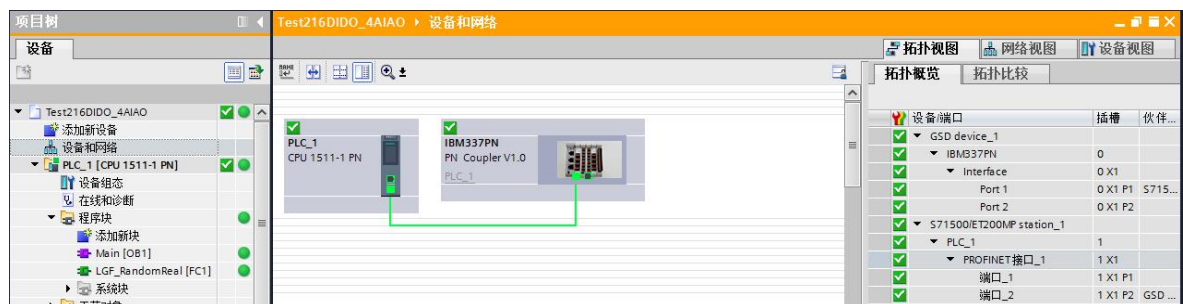 项目树
Test216DIDO_4AIAO ▸ 设备和网络
设备
拓扑视图
网络视图
设备视图
拓扑概览
拓扑比较
Test216DIDO_4AIAO
添加新设备
设备和网络
PLC_1 [CPU 1511-1 PN]
设备组态
在线和诊断
程序块
添加新块
Main [OB1]
LGF_RandomReal [FC1]
系统块
PLC_1
CPU 1511-1 PN
IBM337PN
PN Coupler V1.0
PLC_1
设备/端口 插槽 伙伴...
GSD device_1
IBM337PN 0
Interface 0 X1
Port 1 0 X1 P1 S715...
Port 2 0 X1 P2
S71500/ET200MP station_1
PLC_1 1
PROFINET接口_1 1 X1
端口_1 1 X1 P1
端口_2 1 X1 P2 GSD ...